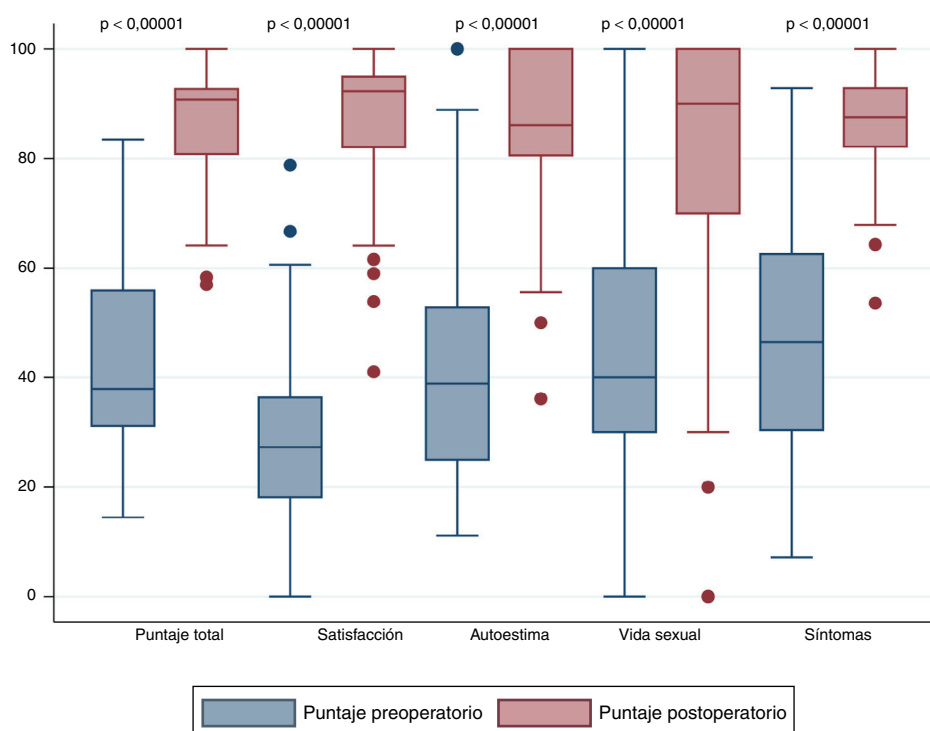 p < 0,00001 p < 0,00001 p < 0,00001 p < 0,00001 p < 0,00001
100
80
60
40
20
0
Puntaje total Satisfacción Autoestima Vida sexual Síntomas
Puntaje preoperatorio Puntaje postoperatorio